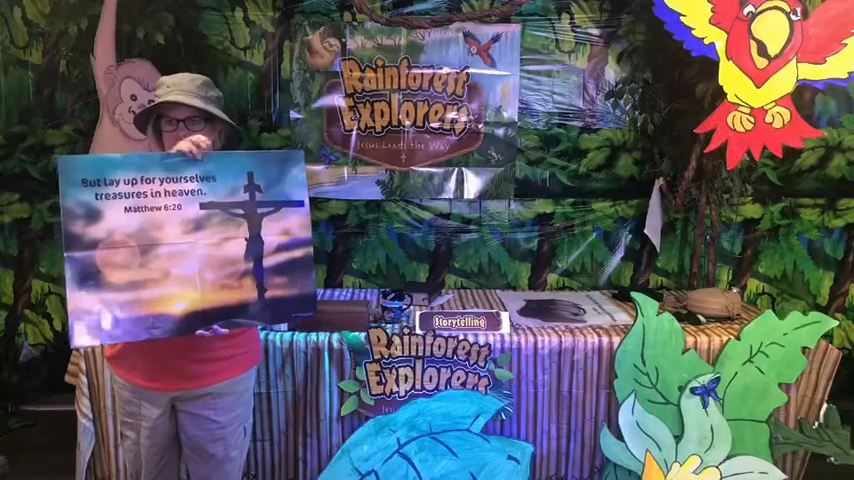 But lay up for yourselves
treasures in heaven.
Matthew 6:20
Rainforest
Explorers
Jesus Leads the Way
Storytelling
Rainforest
Explorers